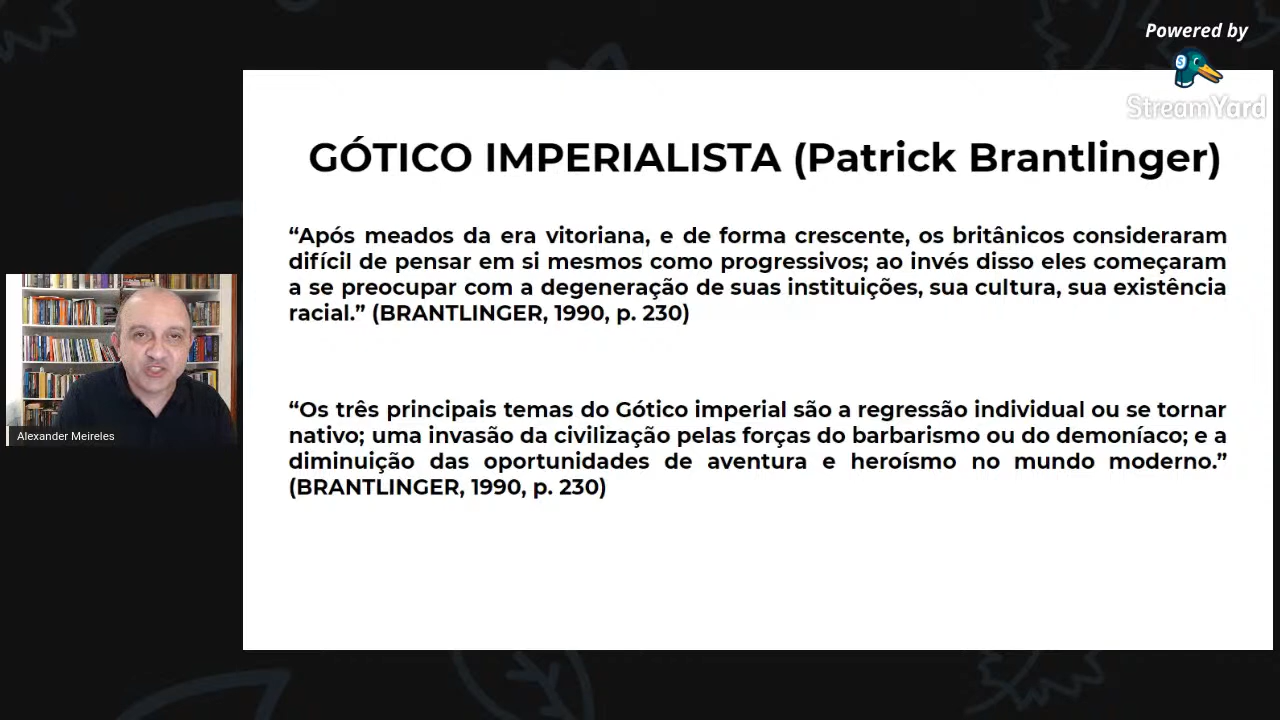 Powered by
StreamYard
GÓTICO IMPERIALISTA (Patrick Brantlinger)
“Após meados da era vitoriana, e de forma crescente, os britânicos consideraram
difícil de pensar em si mesmos como progressivos; ao invés disso eles começaram
a se preocupar com a degeneração de suas instituições, sua cultura, sua existência
racial.” (BRANTLINGER, 1990, p. 230)
“Os três principais temas do Gótico imperial são a regressão individual ou se tornar
nativo; uma invasão da civilização pelas forças do barbarismo ou do demoníaco; e a
diminuição das oportunidades de aventura e heroísmo no mundo moderno.”
(BRANTLINGER, 1990, p. 230)
Alexander Meireles